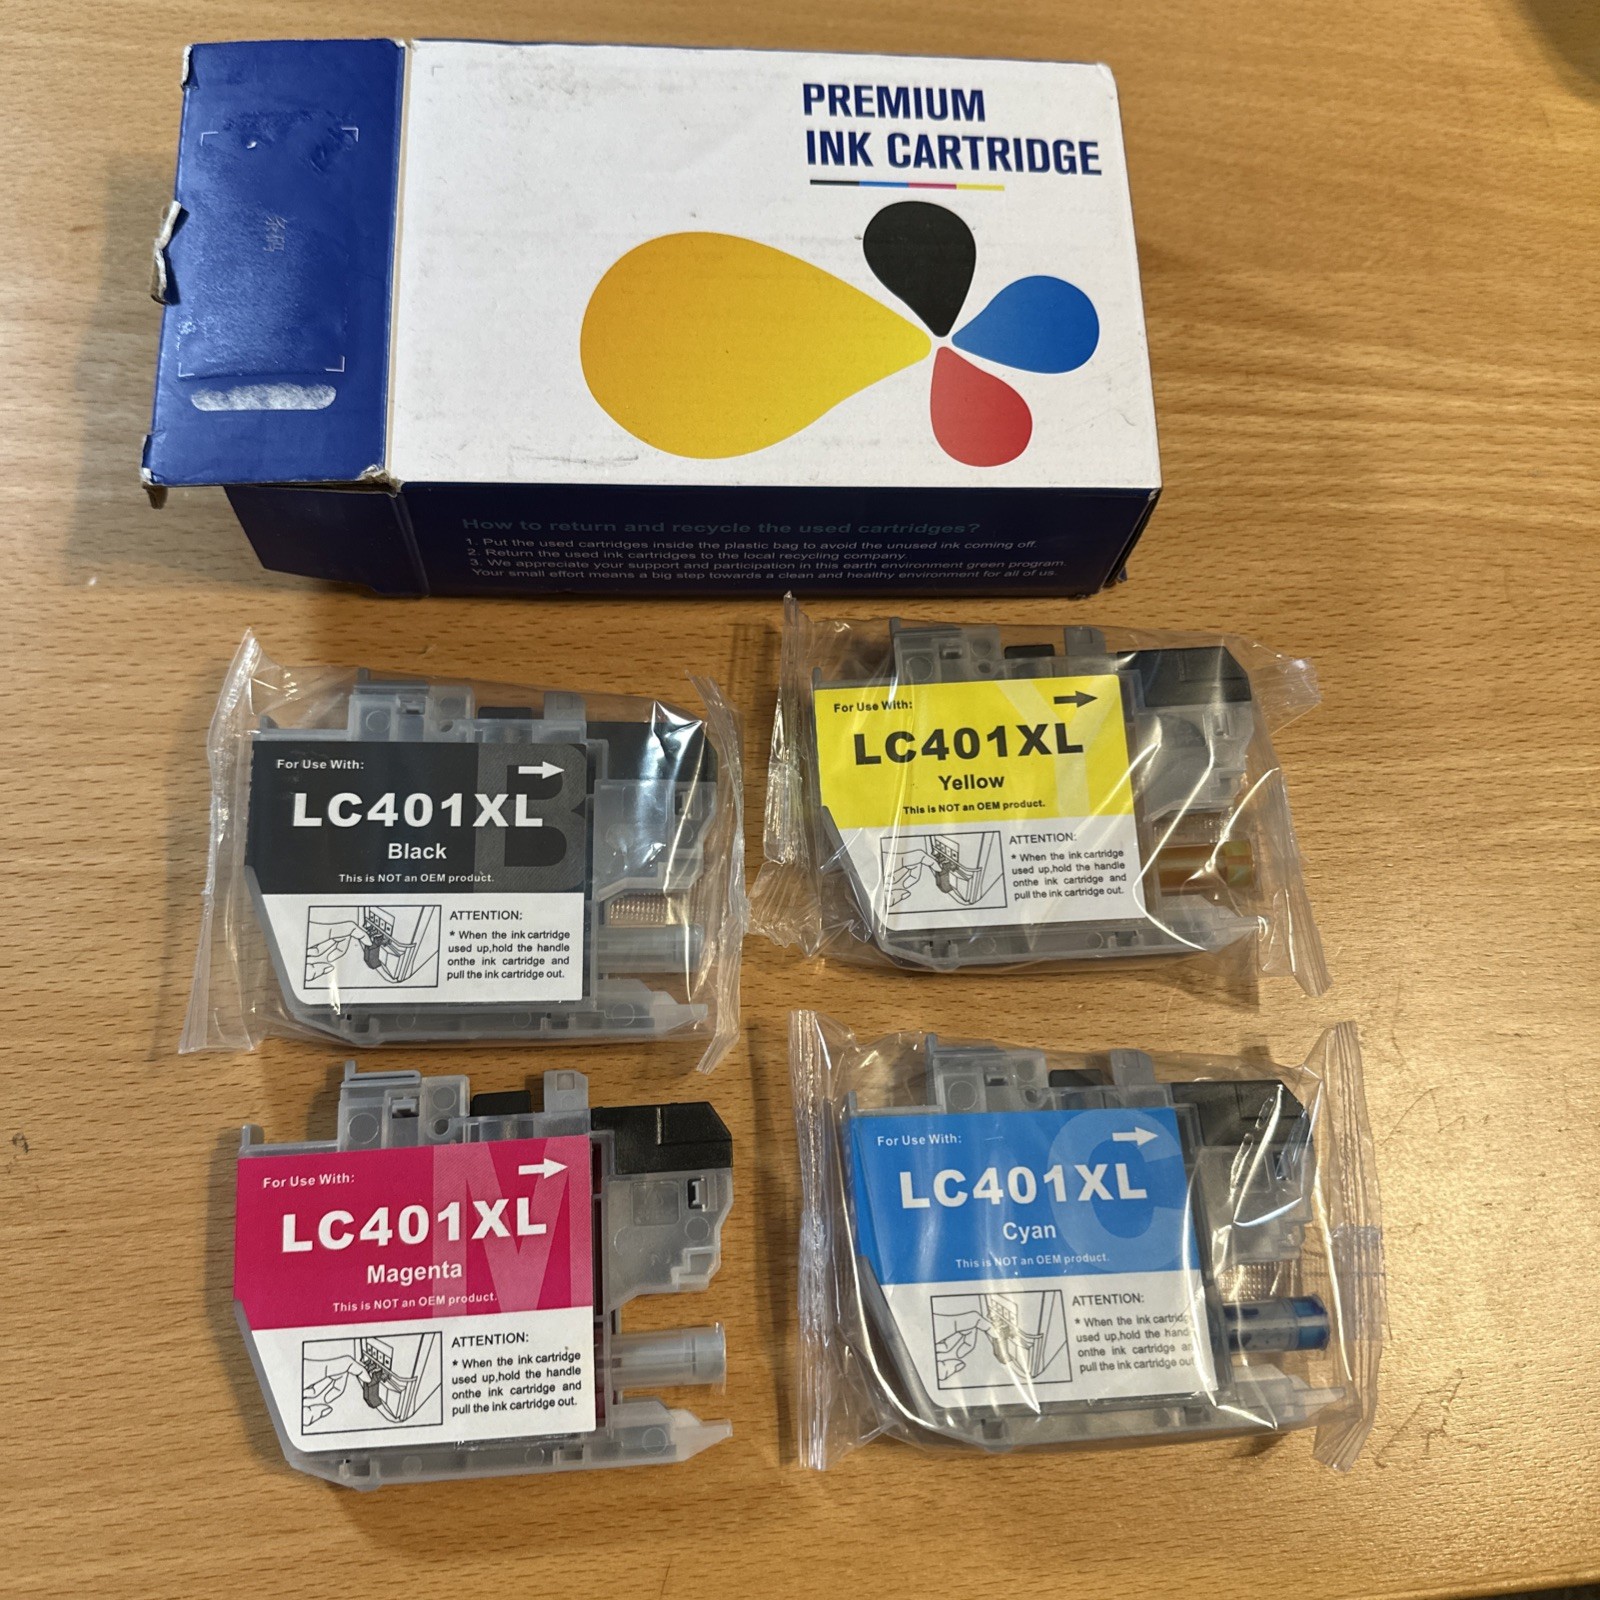 PREMIUM
INK CARTRIDGE
条码
How to return and recycle the used cartridges?
1. Put the used cartridges inside the plastic bag to avoid the unused ink coming off.
2. Return the used ink cartridges to the local recycling company.
3. We appreciate your support and participation in this earth environment green program.
Your small effort means a big step towards a clean and healthy environment for all of us.
B
For Use With:
LC401XL
Black
This is NOT an OEM product.
ATTENTION:
* When the ink cartridge
used up,hold the handle
onthe ink cartridge and
pull the ink cartridge out.
Y
For Use With:
LC401XL
Yellow
This is NOT an OEM product.
ATTENTION:
* When the ink cartridge
used up,hold the handle
onthe ink cartridge and
pull the ink cartridge out.
M
For Use With:
LC401XL
Magenta
This is NOT an OEM product.
ATTENTION:
* When the ink cartridge
used up,hold the handle
onthe ink cartridge and
pull the ink cartridge out.
C
For Use With:
LC401XL
Cyan
This is NOT an OEM product.
ATTENTION:
* When the ink cartridge
used up,hold the handle
onthe ink cartridge and
pull the ink cartridge out